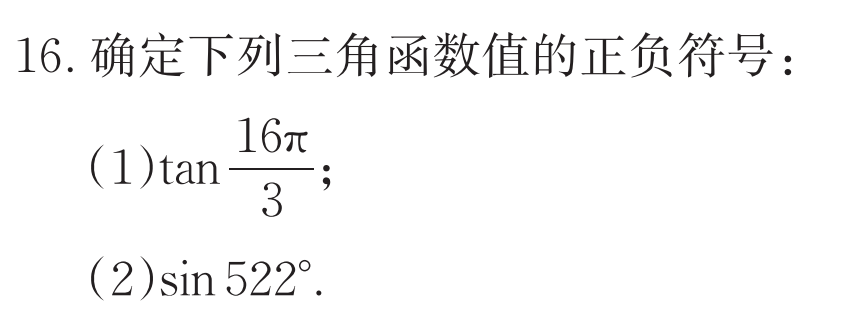 16. 确定下列三角函数值的正负符号:
(1)tan 16π/3;
(2)sin 522°.